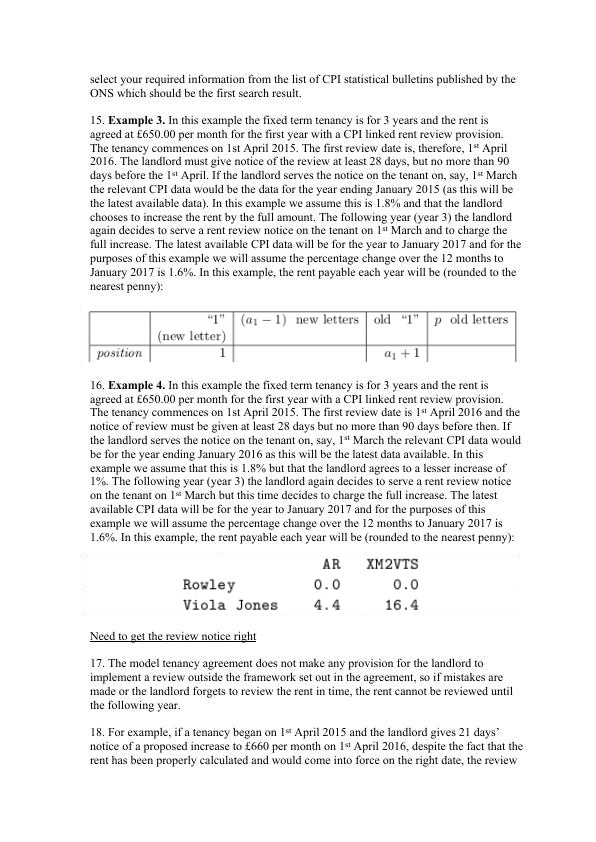 select your required information from the list of CPI statistical bulletins published by the
ONS which should be the first search result.
15. Example 3. In this example the fixed term tenancy is for 3 years and the rent is
agreed at £650.00 per month for the first year with a CPI linked rent review provision.
The tenancy commences on 1st April 2015. The first review date is, therefore, 1st April
2016. The landlord must give notice of the review at least 28 days, but no more than 90
days before the 1st April. If the landlord serves the notice on the tenant on, say, 1st March
the relevant CPI data would be the data for the year ending January 2015 (as this will be
the latest available data). In this example we assume this is 1.8% and that the landlord
chooses to increase the rent by the full amount. The following year (year 3) the landlord
again decides to serve a rent review notice on the tenant on 1st March and to charge the
full increase. The latest available CPI data will be for the year to January 2017 and for the
purposes of this example we will assume the percentage change over the 12 months to
January 2017 is 1.6%. In this example, the rent payable each year will be (rounded to the
nearest penny):
“1” (a₁ − 1) new letters old “1” p old letters
(new letter)
position 1 a₁ + 1
16. Example 4. In this example the fixed term tenancy is for 3 years and the rent is
agreed at £650.00 per month for the first year with a CPI linked rent review provision.
The tenancy commences on 1st April 2015. The first review date is 1st April 2016 and the
notice of review must be given at least 28 days but no more than 90 days before then. If
the landlord serves the notice on the tenant on, say, 1st March the relevant CPI data would
be for the year ending January 2016 as this will be the latest data available. In this
example we assume that this is 1.8% but that the landlord agrees to a lesser increase of
1%. The following year (year 3) the landlord again decides to serve a rent review notice
on the tenant on 1st March but this time decides to charge the full increase. The latest
available CPI data will be for the year to January 2017 and for the purposes of this
example we will assume the percentage change over the 12 months to January 2017 is
1.6%. In this example, the rent payable each year will be (rounded to the nearest penny):
AR XM2VTS
Rowley 0.0 0.0
Viola Jones 4.4 16.4
Need to get the review notice right
17. The model tenancy agreement does not make any provision for the landlord to
implement a review outside the framework set out in the agreement, so if mistakes are
made or the landlord forgets to review the rent in time, the rent cannot be reviewed until
the following year.
18. For example, if a tenancy began on 1st April 2015 and the landlord gives 21 days’
notice of a proposed increase to £660 per month on 1st April 2016, despite the fact that the
rent has been properly calculated and would come into force on the right date, the review